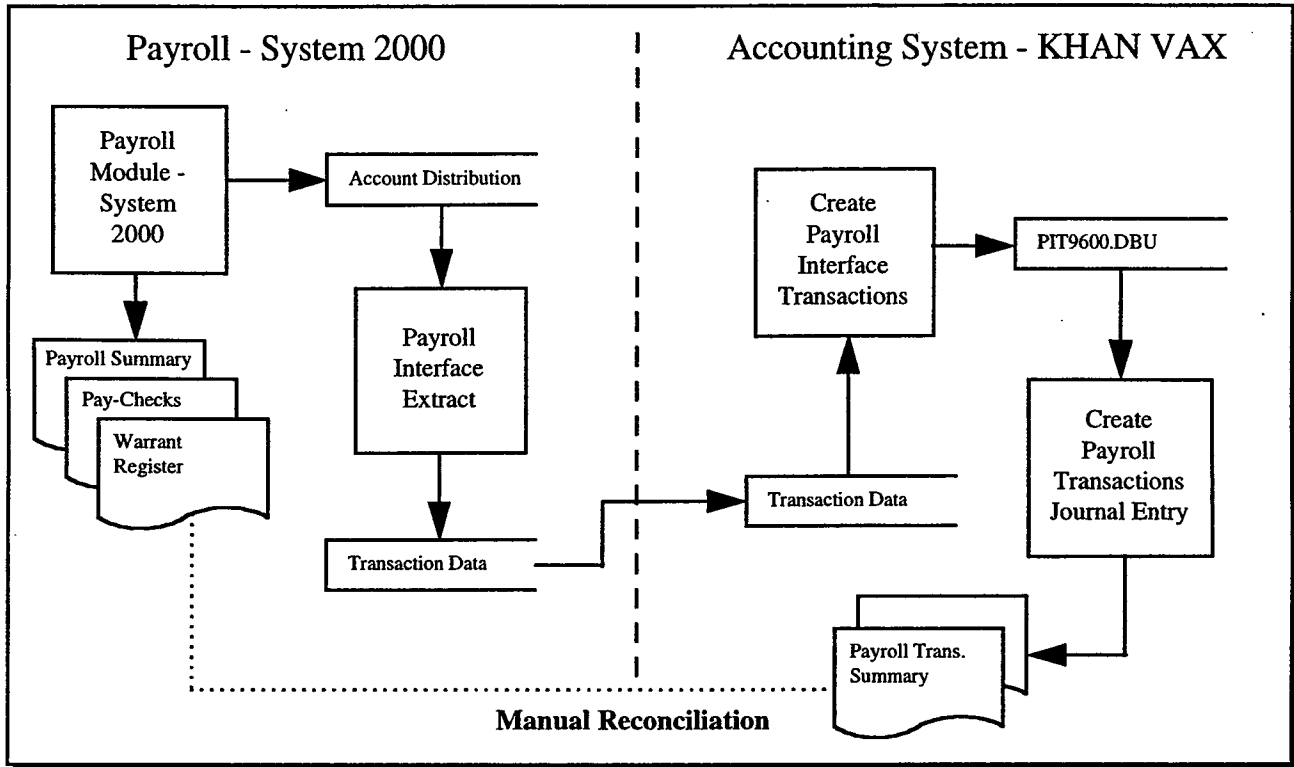 Payroll - System 2000
Accounting System - KHAN VAX
Payroll
Module -
System
2000
Account Distribution
Payroll
Interface
Extract
Payroll Summary
Pay-Checks
Warrant
Register
Transaction Data
Create
Payroll
Interface
Transactions
PIT9600.DBU
Create
Payroll
Transactions
Journal Entry
Transaction Data
Payroll Trans.
Summary
Manual Reconciliation